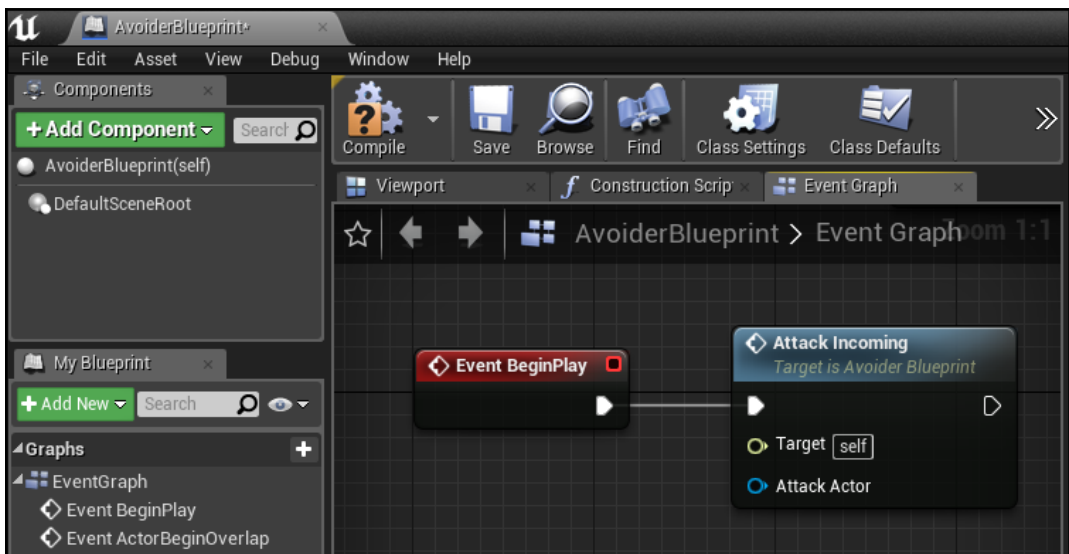 AvoiderBlueprint*
File Edit Asset View Debug Window Help
Components
+Add Component Search
AvoiderBlueprint(self)
DefaultSceneRoot
Compile Save Browse Find Class Settings Class Defaults
Viewport f Construction Scrip Event Graph
AvoiderBlueprint > Event Graph
Zoom 1:1
Event BeginPlay
Attack Incoming
Target is Avoider Blueprint
Target self
Attack Actor
My Blueprint
+Add New Search
Graphs
EventGraph
Event BeginPlay
Event ActorBeginOverlap